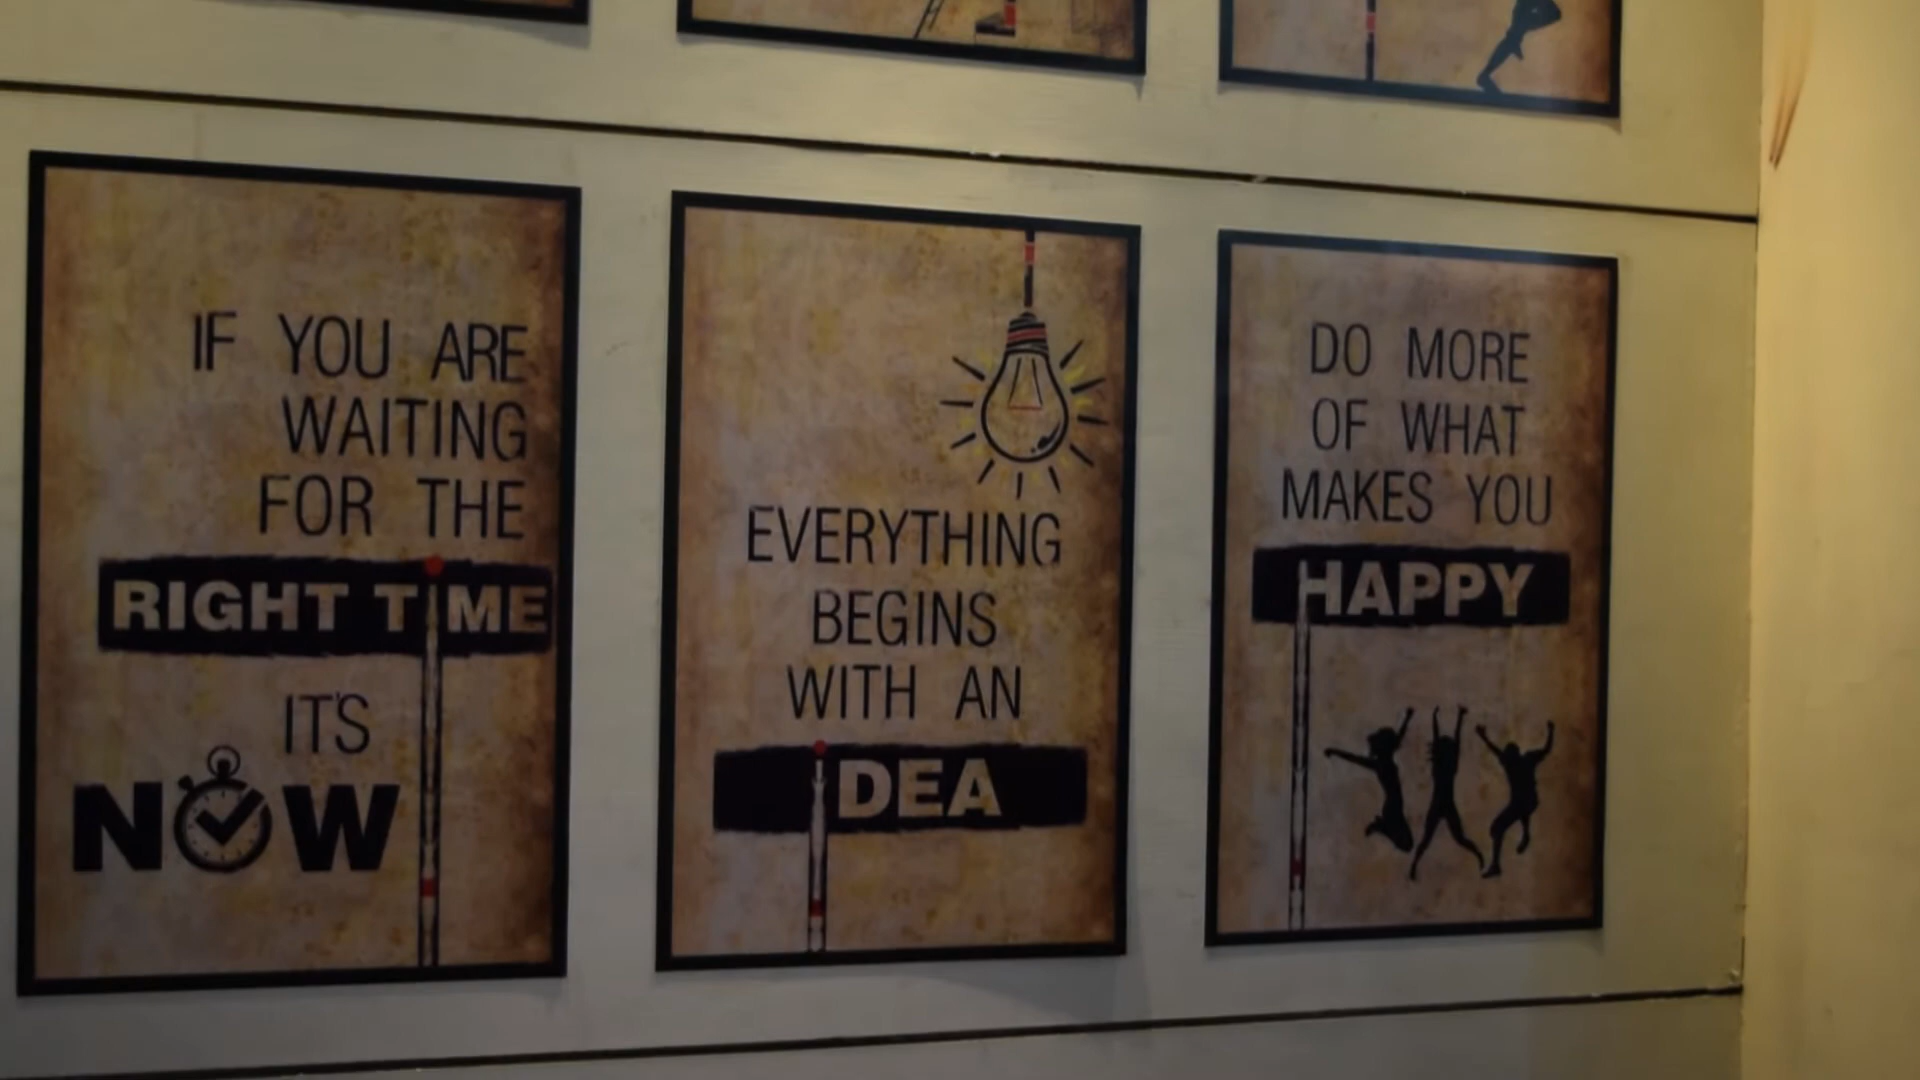 IF YOU ARE
WAITING
FOR THE
RIGHT TIME
IT'S
NOW
EVERYTHING
BEGINS
WITH AN
IDEA
DO MORE
OF WHAT
MAKES YOU
HAPPY